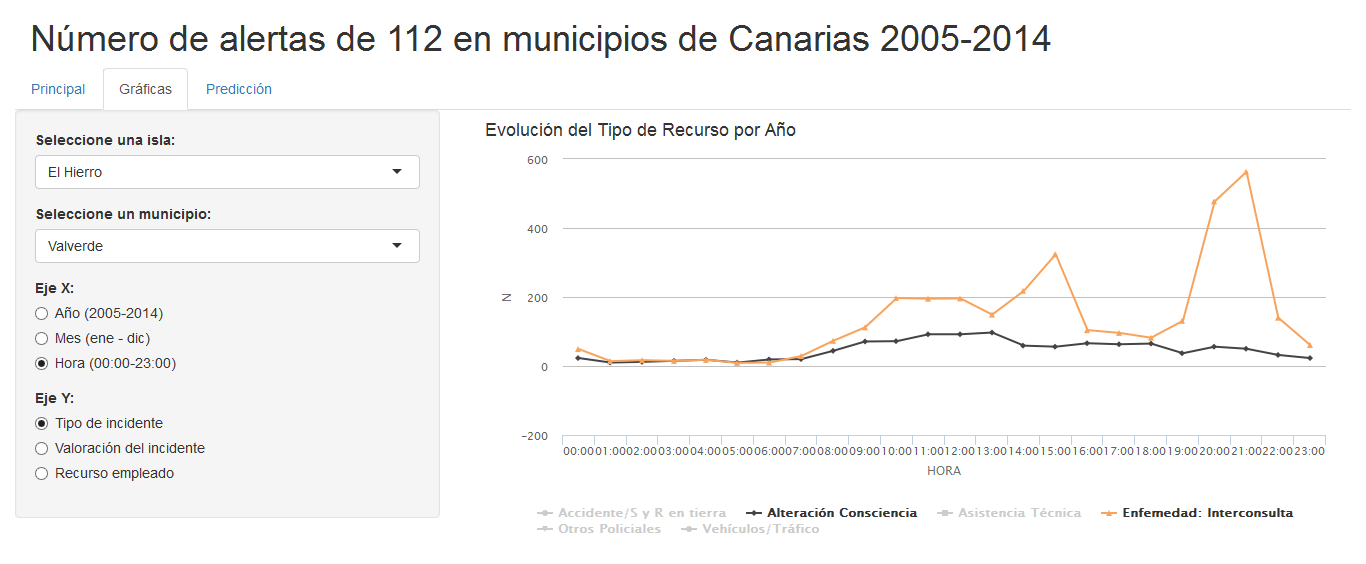 Número de alertas de 112 en municipios de Canarias 2005-2014
Principal Gráficas Predicción
Seleccione una isla:
El Hierro
Seleccione un municipio:
Valverde
Eje X:
Año (2005-2014)
Mes (ene - dic)
Hora (00:00-23:00)
Eje Y:
Tipo de incidente
Valoración del incidente
Recurso empleado
Evolución del Tipo de Recurso por Año
600
400
200
0
-200
N
00:00 01:00 02:00 03:00 04:00 05:00 06:00 07:00 08:00 09:00 10:00 11:00 12:00 13:00 14:00 15:00 16:00 17:00 18:00 19:00 20:00 21:00 22:00 23:00
HORA
Accidente/S y R en tierra Alteración Consciencia Asistencia Técnica Enfermedad: Interconsulta
Otros Policiales Vehículos/Tráfico